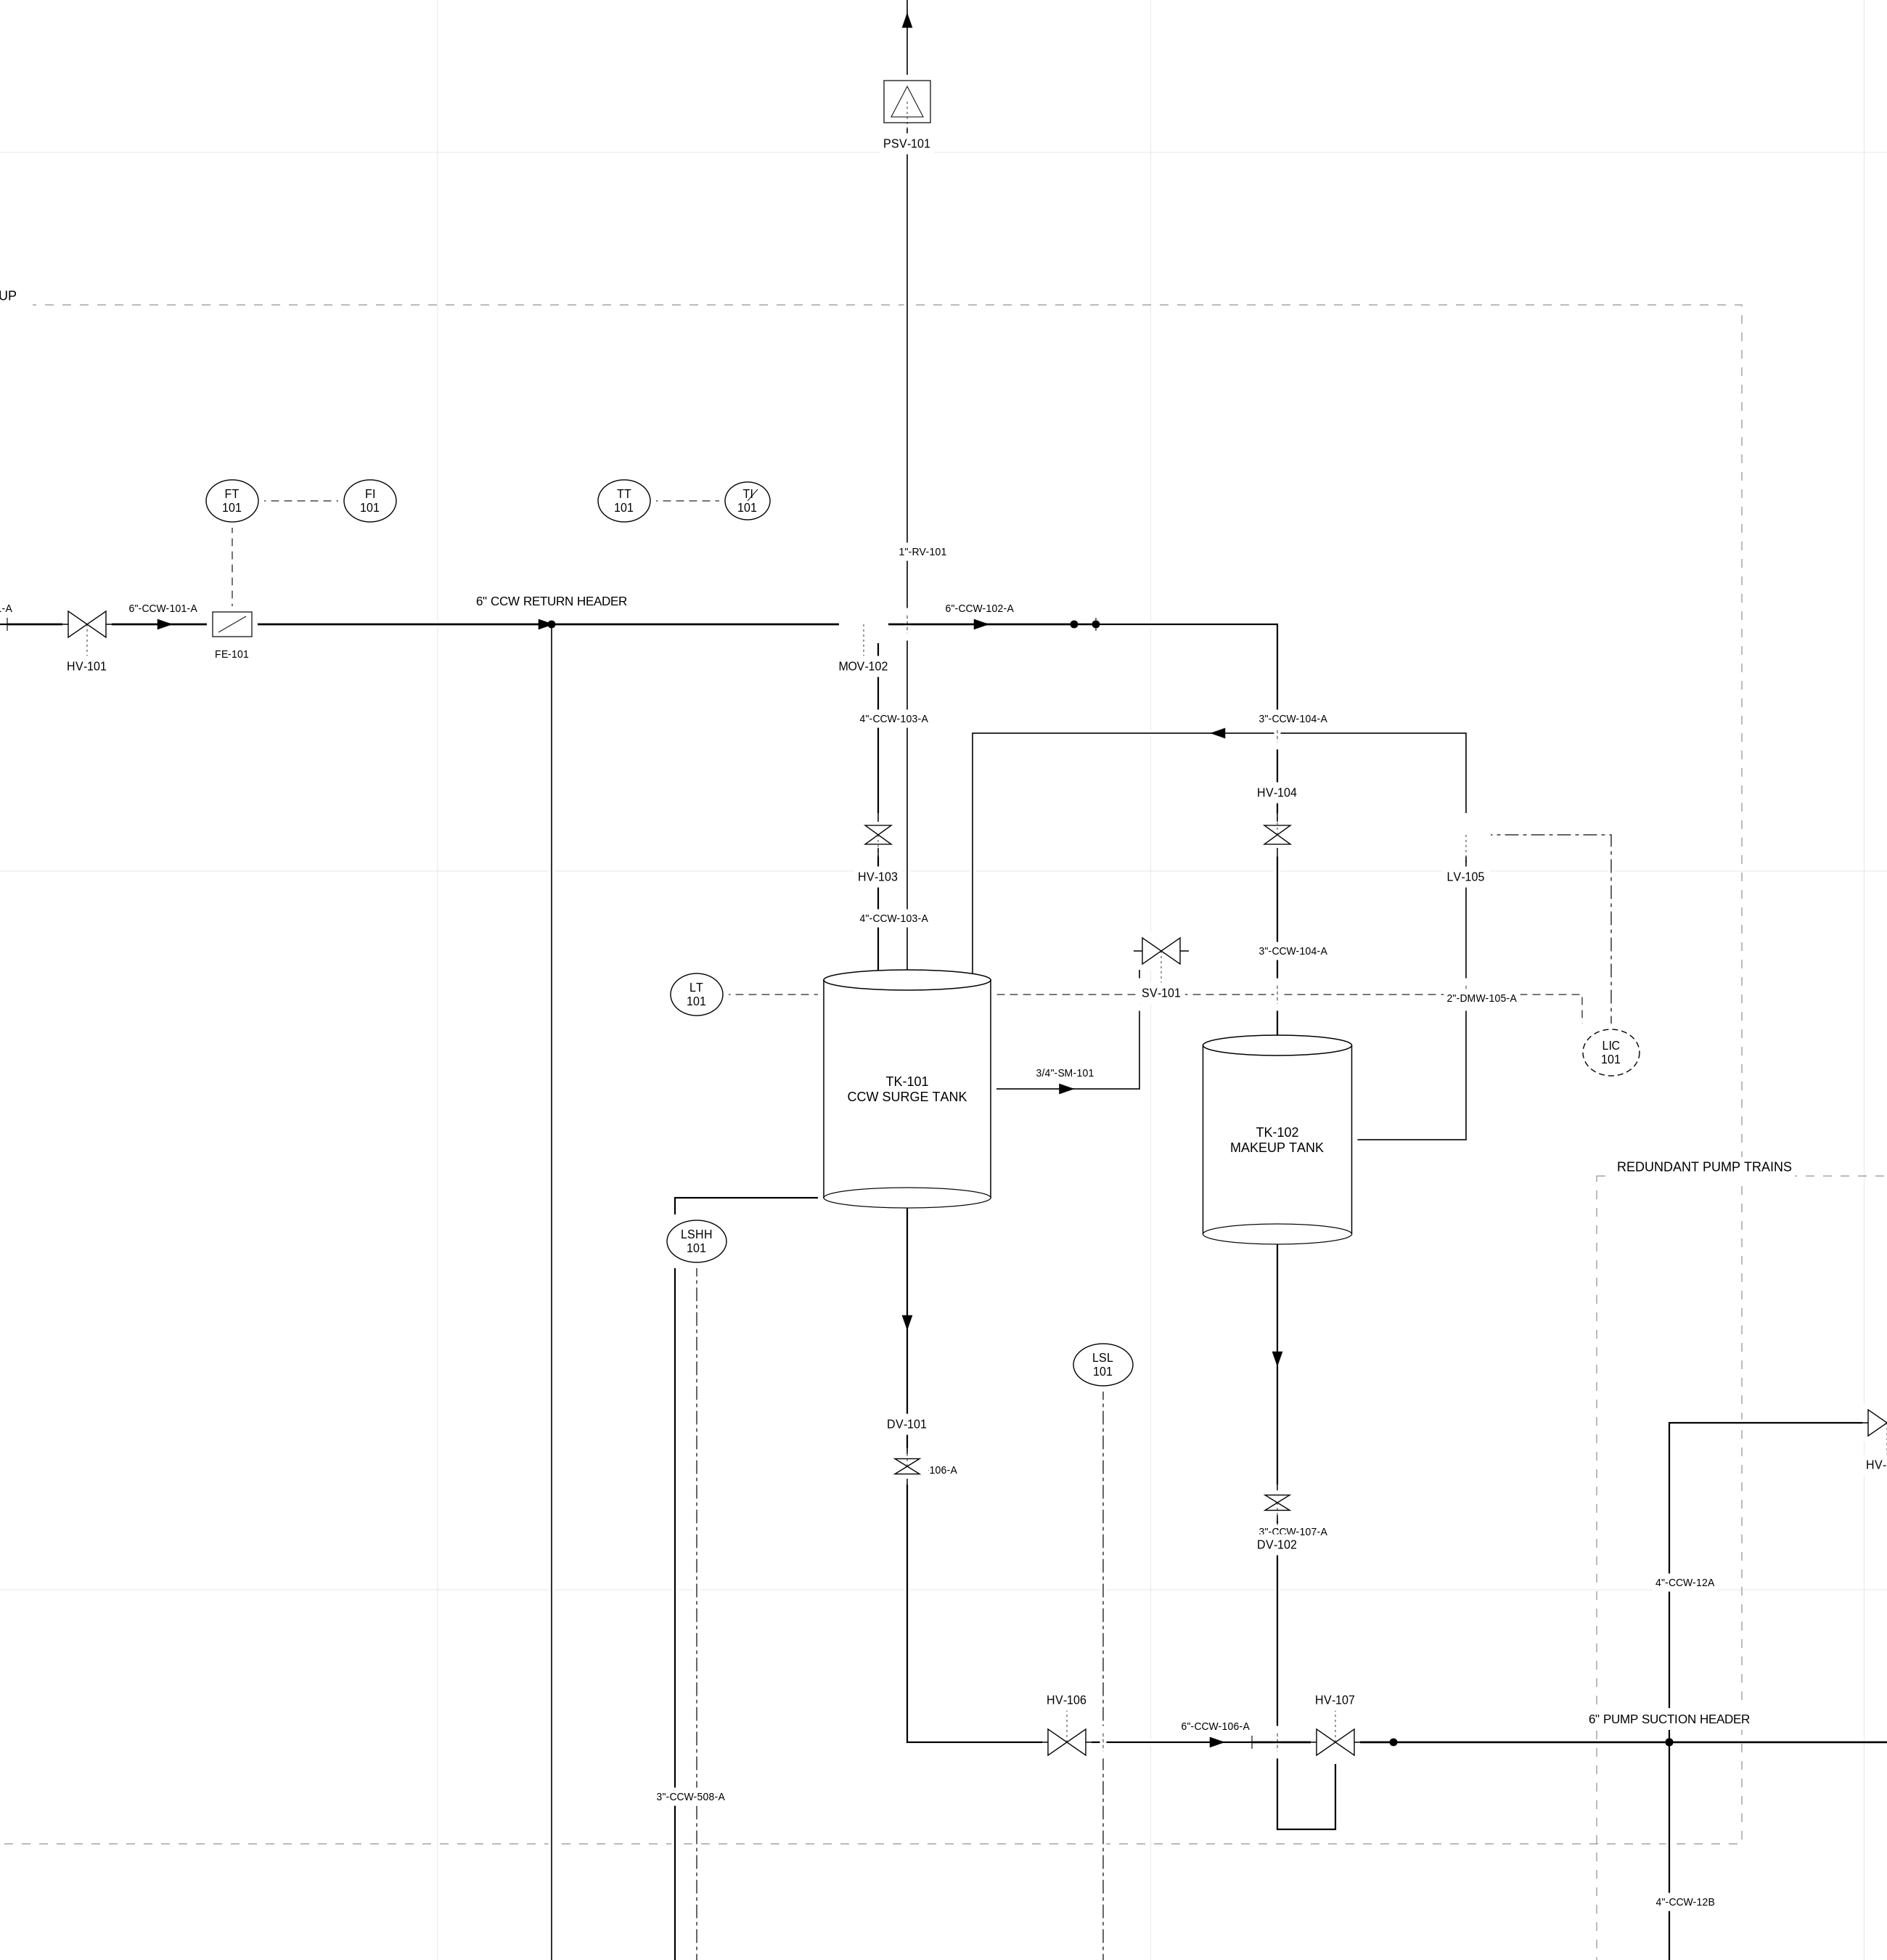 PSV-101
UP
FT
101
FI
101
TT
101
TI
101
1"-RV-101
6" CCW RETURN HEADER
-A
6"-CCW-101-A
6"-CCW-102-A
HV-101
FE-101
MOV-102
4"-CCW-103-A
3"-CCW-104-A
HV-104
HV-103
LV-105
4"-CCW-103-A
3"-CCW-104-A
LT
101
SV-101
2"-DMW-105-A
LIC
101
3/4"-SM-101
TK-101
CCW SURGE TANK
TK-102
MAKEUP TANK
REDUNDANT PUMP TRAINS
LSHH
101
LSL
101
DV-101
106-A
HV-
3"-CCW-107-A
DV-102
4"-CCW-12A
HV-106
HV-107
6"-CCW-106-A
6" PUMP SUCTION HEADER
3"-CCW-508-A
4"-CCW-12B